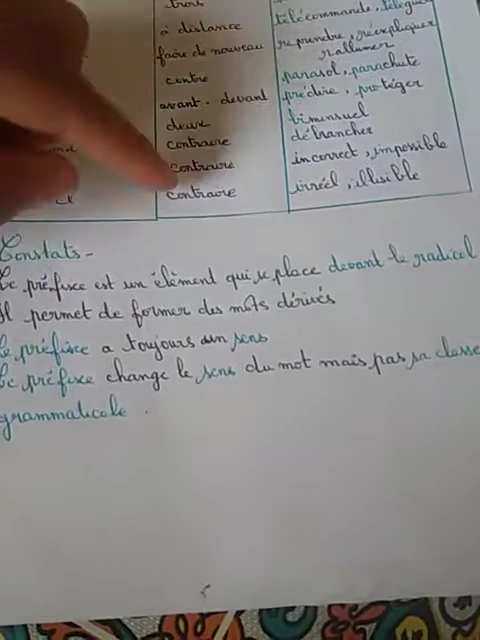 trois
à distance télécommande, téléguider
faire de nouveau reprendre, réexpliquer
rallumer
contre parasol, parachute
avant. devant prédire, protéger
deux bimensuel
contraire débrancher
contraire incorrect, impossible
contraire irréel, illisible
Constats-
Le préfixe est un élément qui se place devant le radical
Il permet de former des mots dérivés
Le préfixe a toujours un sens
Le préfixe change le sens du mot mais pas sa classe
grammaticale.